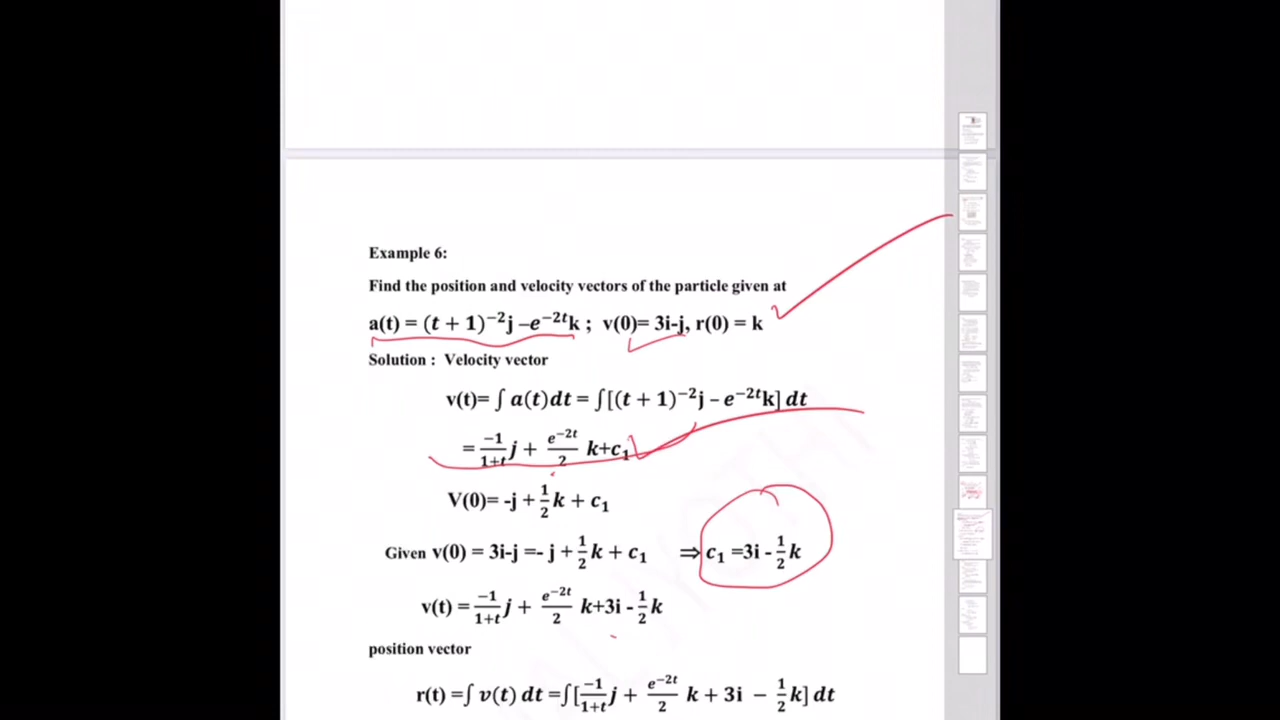 Example 6:
Find the position and velocity vectors of the particle given at
a(t) = (t + 1)⁻²j –e⁻²ᵗk ; v(0)= 3i-j, r(0) = k
Solution : Velocity vector
v(t)= ∫ a(t)dt = ∫[(t + 1)⁻²j – e⁻²ᵗk] dt
= -1/(1+t) j + e⁻²ᵗ/2 k+c₁
V(0)= -j + 1/2 k + c₁
Given v(0) = 3i-j =- j + 1/2 k + c₁ ⇒ c₁ =3i - 1/2 k
v(t) = -1/(1+t) j + e⁻²ᵗ/2 k+3i - 1/2 k
position vector
r(t) =∫ v(t) dt =∫[-1/(1+t) j + e⁻²ᵗ/2 k + 3i − 1/2 k] dt